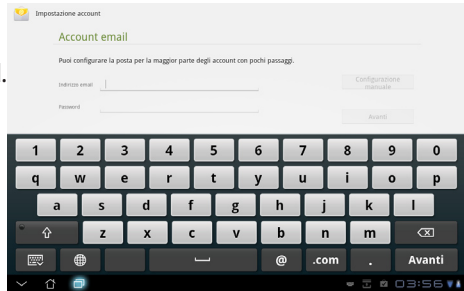 Impostazione account
Account email
Puoi configurare la posta per la maggior parte degli account con pochi passaggi.
Indirizzo email
Configurazione manuale
Password
Avanti
1 2 3 4 5 6 7 8 9 0
q w e r t y u i o p
a s d f g h j k l
z x c v b n m
@ .com . Avanti
03:56